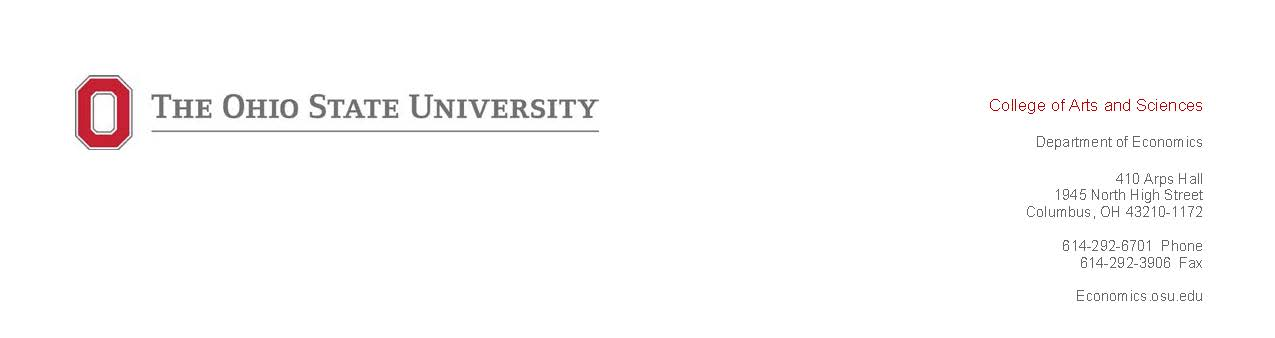 THE OHIO STATE UNIVERSITY
College of Arts and Sciences
Department of Economics
410 Arps Hall
1945 North High Street
Columbus, OH 43210-1172
614-292-6701 Phone
614-292-3906 Fax
Economics.osu.edu